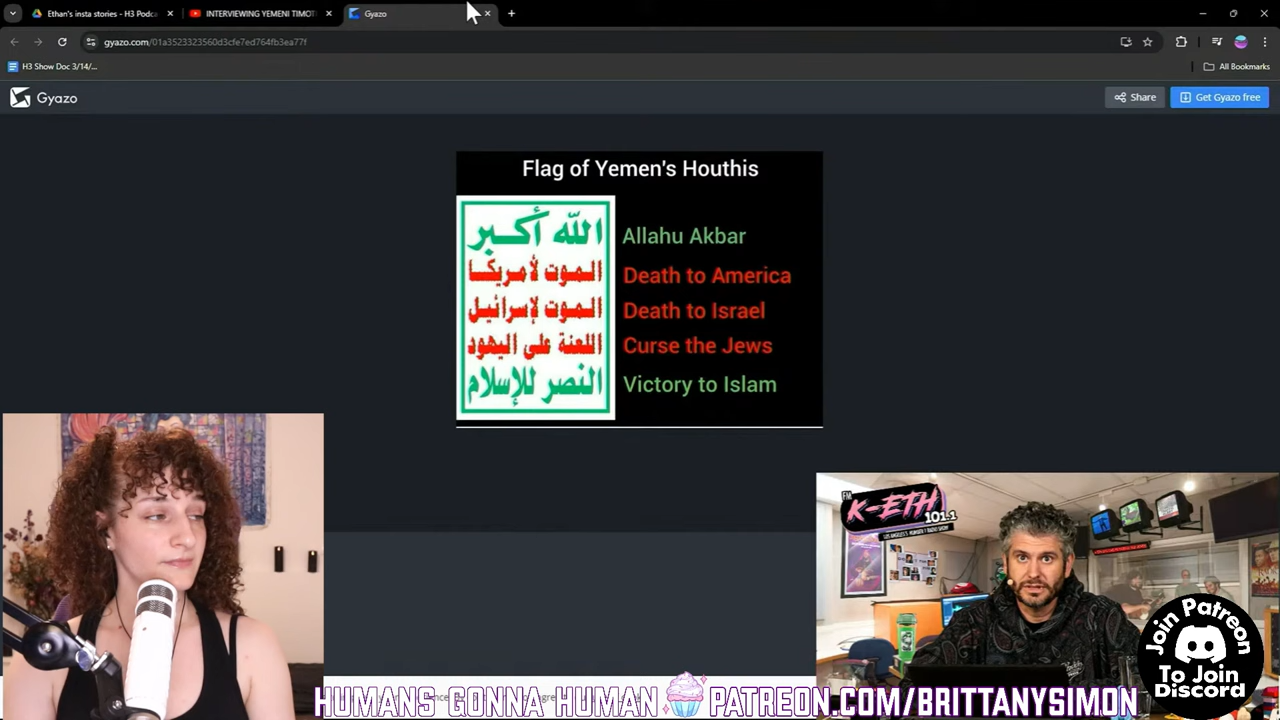 Ethan's insta stories - H3 Podca
INTERVIEWING YEMENI TIMOT
Gyazo
gyazo.com/01a3523323560d3cfe7ed764fb3ea77f
H3 Show Doc 3/14/...
All Bookmarks
Gyazo
Share
Get Gyazo free
Flag of Yemen's Houthis
الله أكبر
Allahu Akbar
الموت لأمريكا
Death to America
الموت لإسرائيل
Death to Israel
اللعنة على اليهود
Curse the Jews
النصر للإسلام
Victory to Islam
FM
K-ETH
101.1
Join Patreon
To Join
Discord
HUMANS GONNA HUMAN PATREON.COM/BRITTANYSIMON